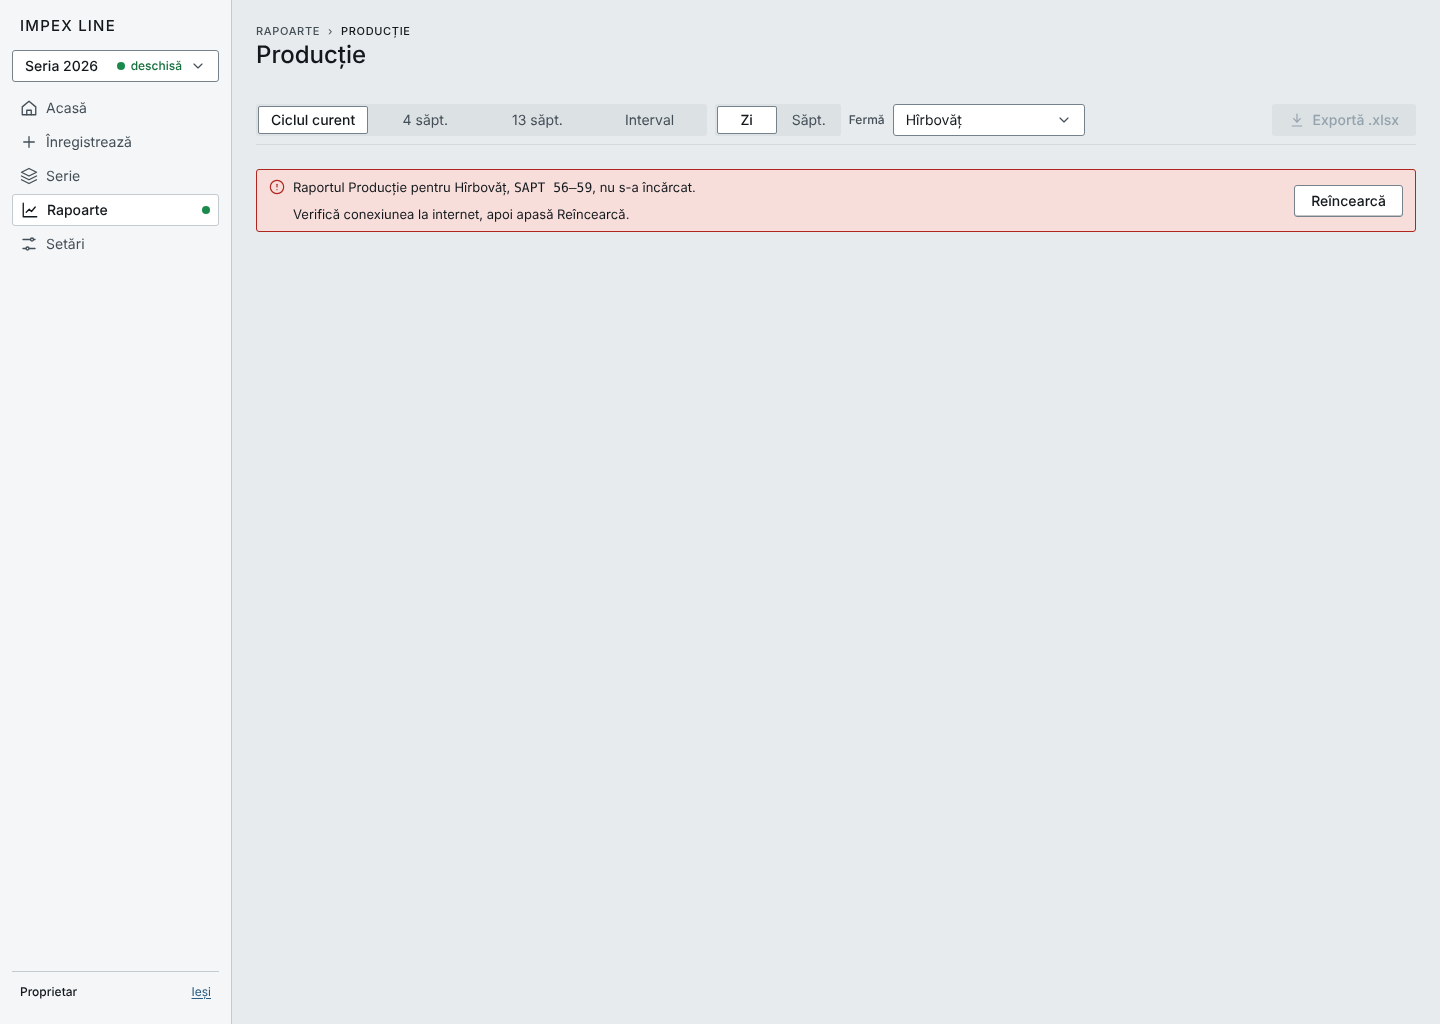 IMPEX LINE
Seria 2026 deschisă
Acasă
Înregistrează
Serie
Rapoarte
Setări
Proprietar Ieși
RAPOARTE › PRODUCȚIE
Producție
Ciclul curent 4 săpt. 13 săpt. Interval Zi Săpt. Fermă Hîrbovăț Exportă .xlsx
Raportul Producție pentru Hîrbovăț, SAPT 56–59, nu s-a încărcat.
Verifică conexiunea la internet, apoi apasă Reîncearcă.
Reîncearcă